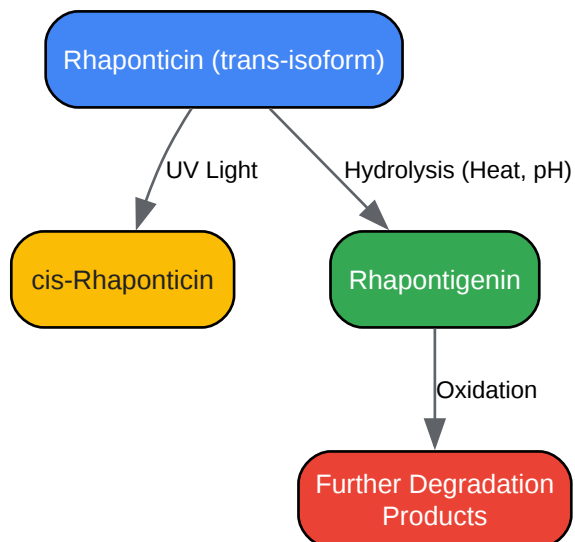 Rhaponticin (trans-isoform)
UV Light
Hydrolysis (Heat, pH)
cis-Rhaponticin
Rhapontigenin
Oxidation
Further Degradation
Products